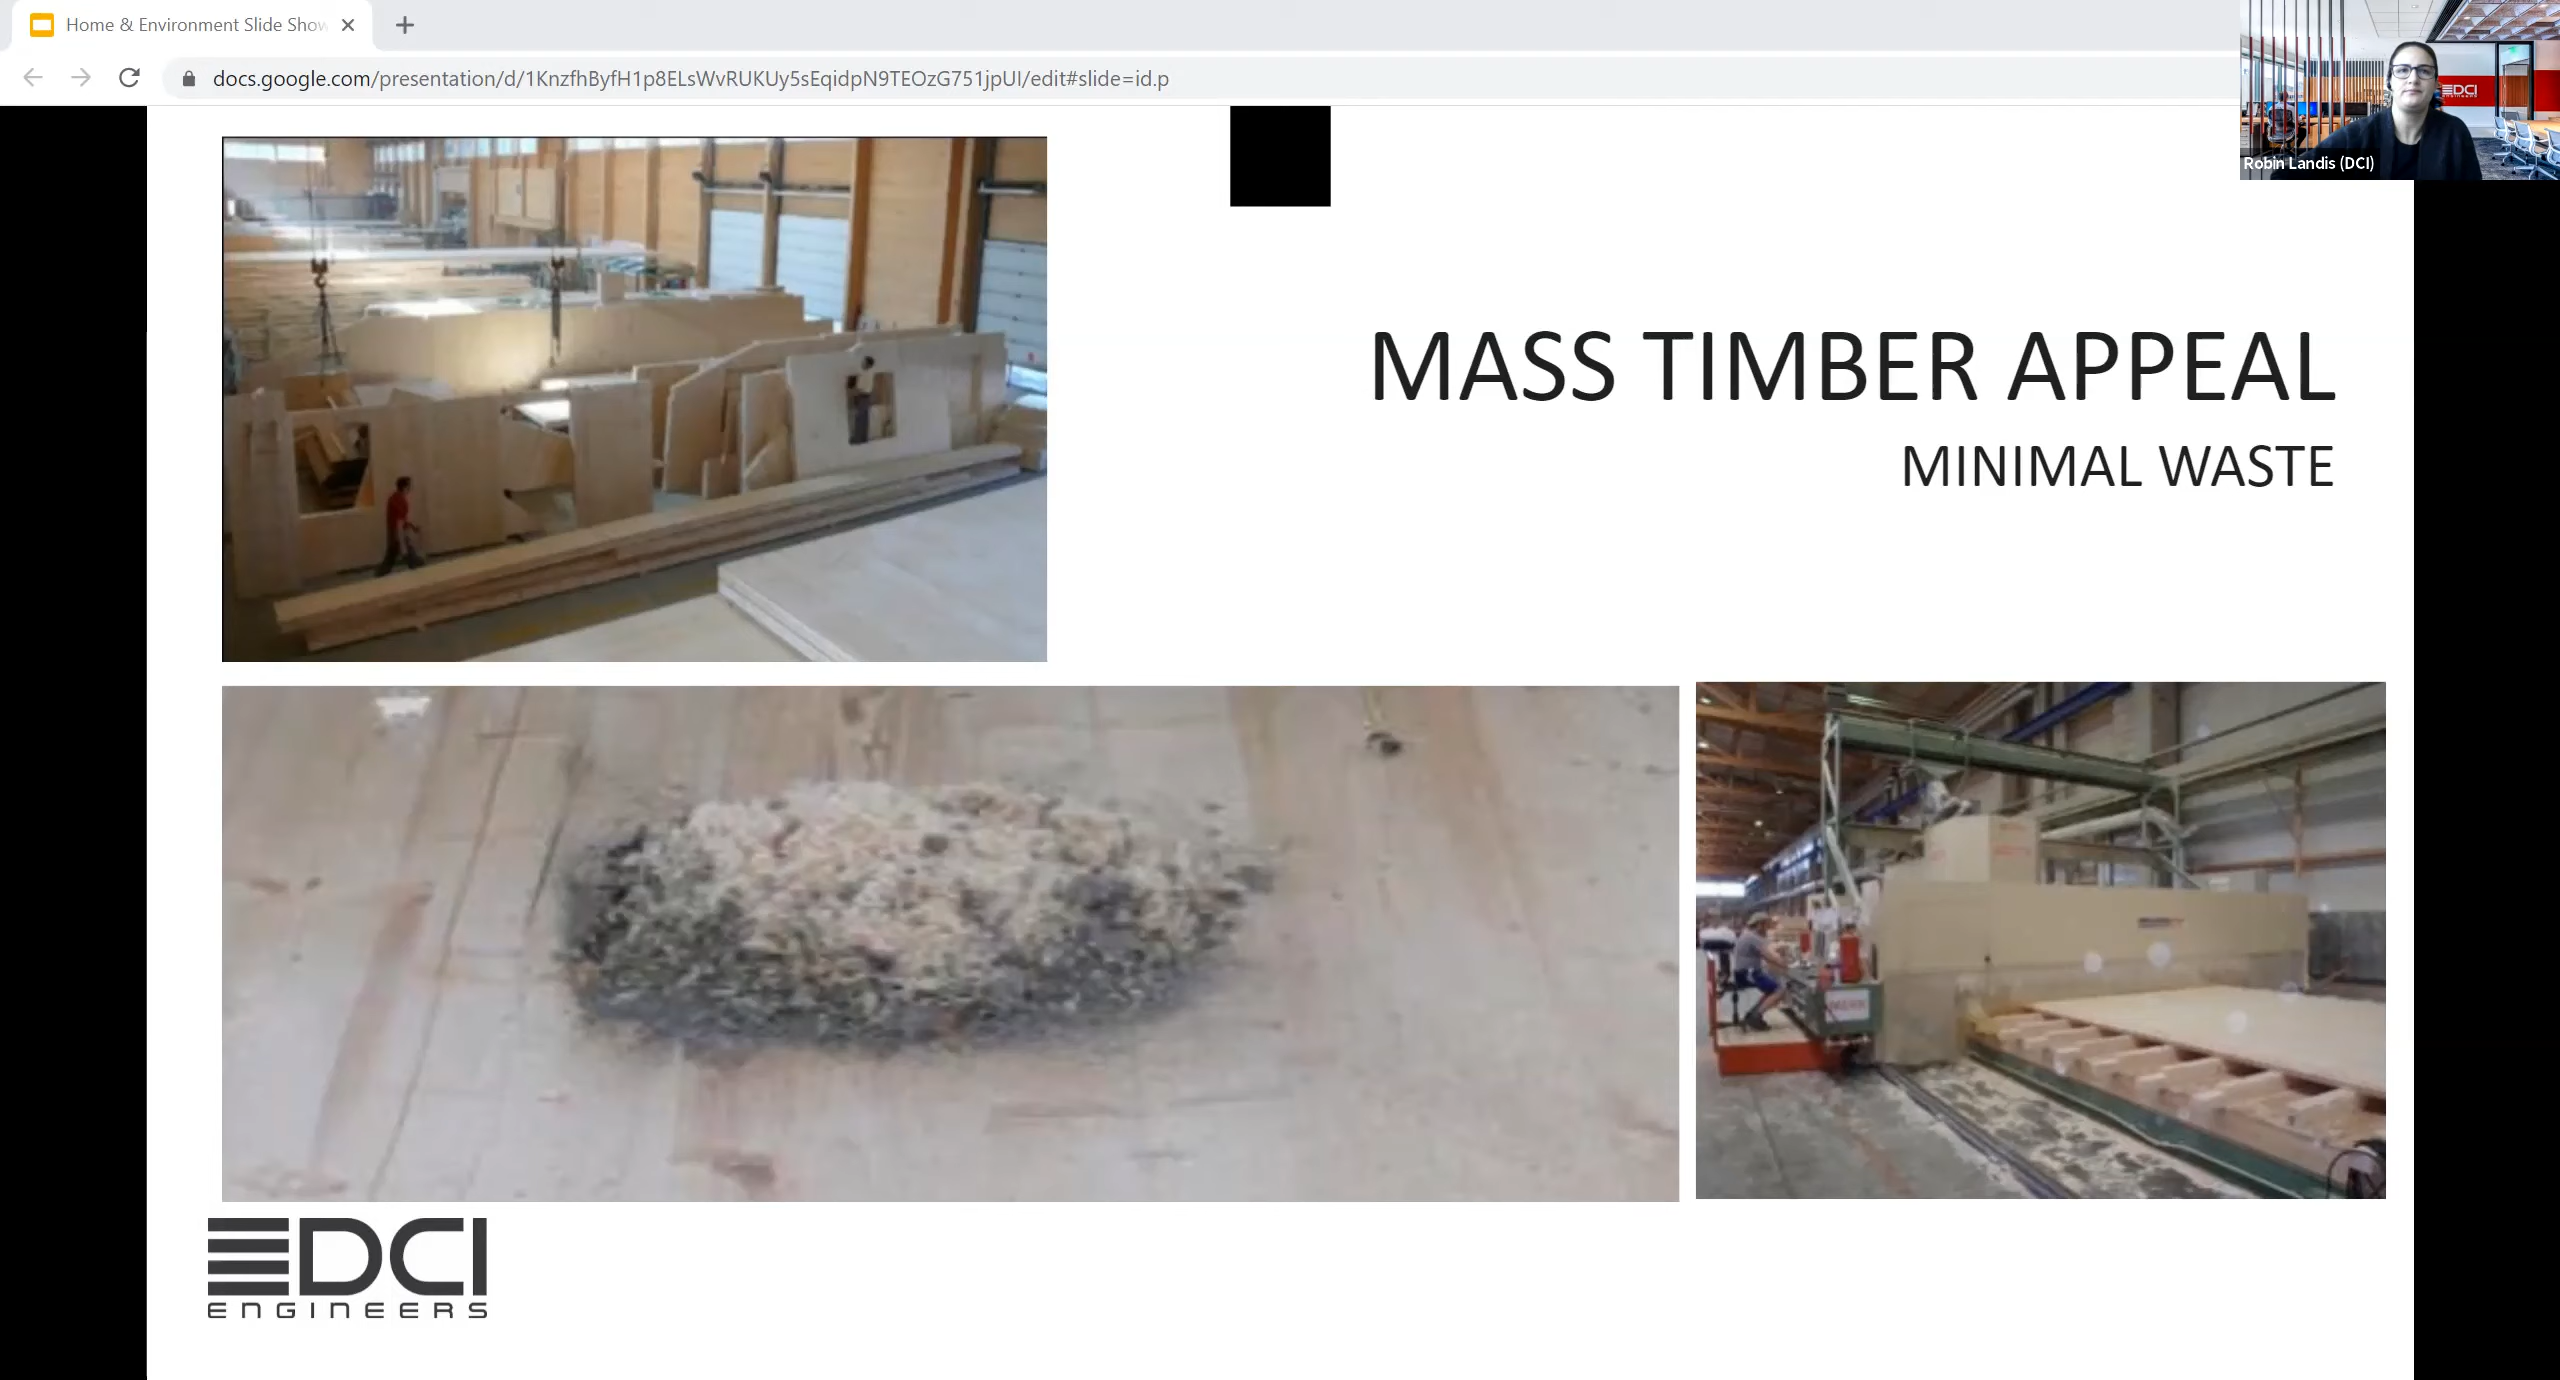 Home & Environment Slide Show
docs.google.com/presentation/d/1KnzfhByfH1p8ELsWvRUKUy5sEqidpN9TEOzG751jpUI/edit#slide=id.p
DCI
Robin Landis (DCI)
MASS TIMBER APPEAL
MINIMAL WASTE
DCI
ENGINEERS